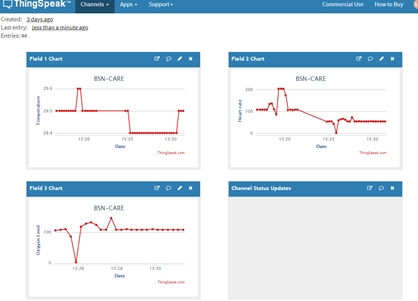 ThingSpeak™ Channels Apps Support Commercial Use How to Buy
Created: 3 days ago
Last entry: less than a minute ago
Entries: 44
Field 1 Chart
BSN-CARE
Temperature
29.6
29.5
29.4
15:20 15:25 15:30
Date
ThingSpeak.com
Field 2 Chart
BSN-CARE
Heart rate
200
100
0
15:20 15:25 15:30
Date
ThingSpeak.com
Field 3 Chart
BSN-CARE
Oxygen Level
100
0
15:26 15:28 15:30
Date
ThingSpeak.com
Channel Status Updates